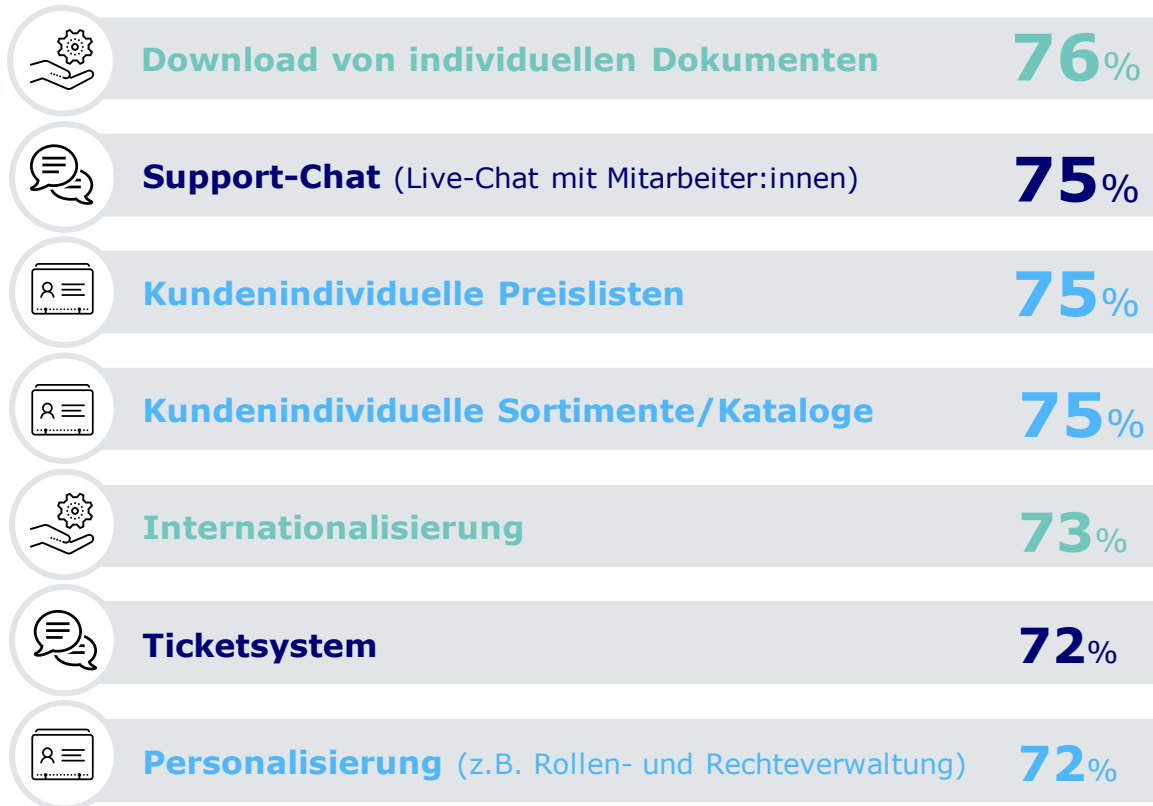 Download von individuellen Dokumenten 76%
Support-Chat (Live-Chat mit Mitarbeiter:innen) 75%
Kundenindividuelle Preislisten 75%
Kundenindividuelle Sortimente/Kataloge 75%
Internationalisierung 73%
Ticketsystem 72%
Personalisierung (z.B. Rollen- und Rechteverwaltung) 72%